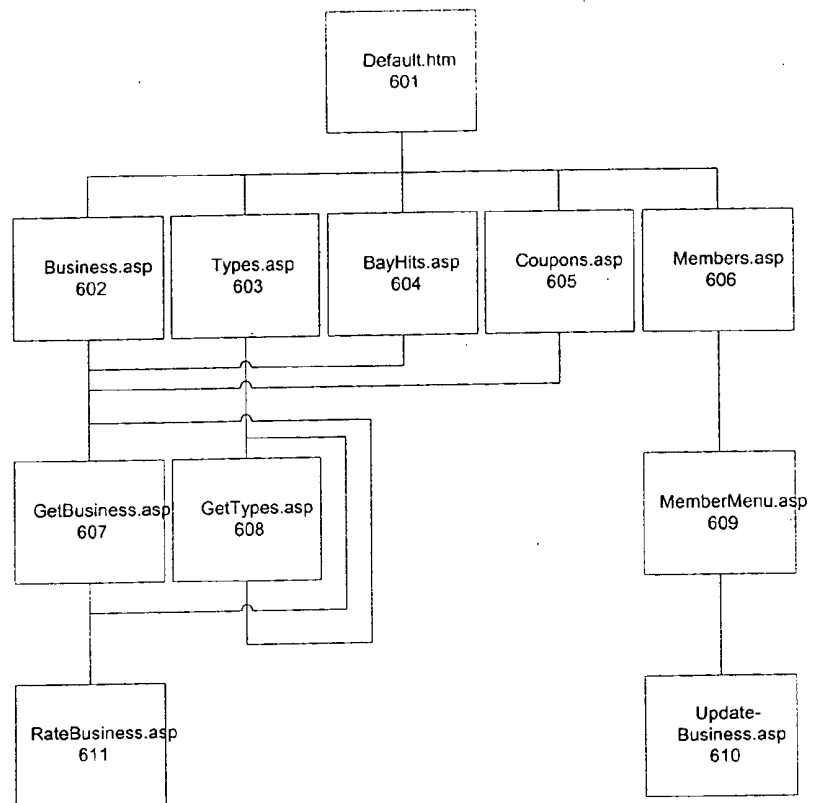 Default.htm
601
Business.asp
602
Types.asp
603
BayHits.asp
604
Coupons.asp
605
Members.asp
606
GetBusiness.asp
607
GetTypes.asp
608
MemberMenu.asp
609
RateBusiness.asp
611
Update-
Business.asp
610